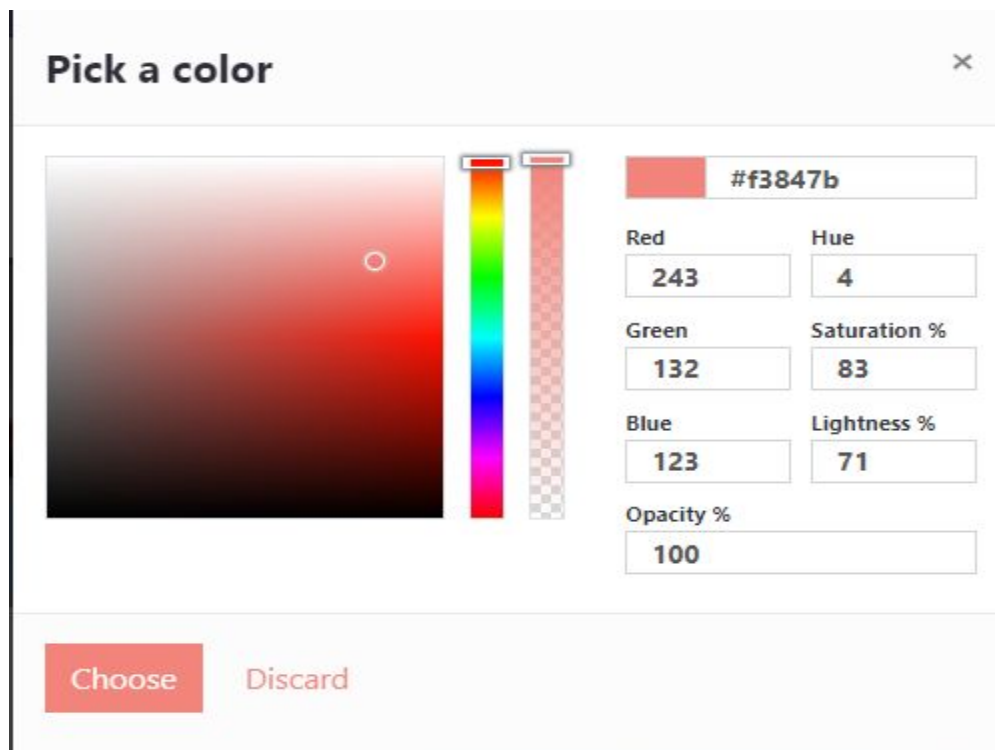 Pick a color
×
#f3847b
Red Hue
243 4
Green Saturation %
132 83
Blue Lightness %
123 71
Opacity %
100
Choose Discard